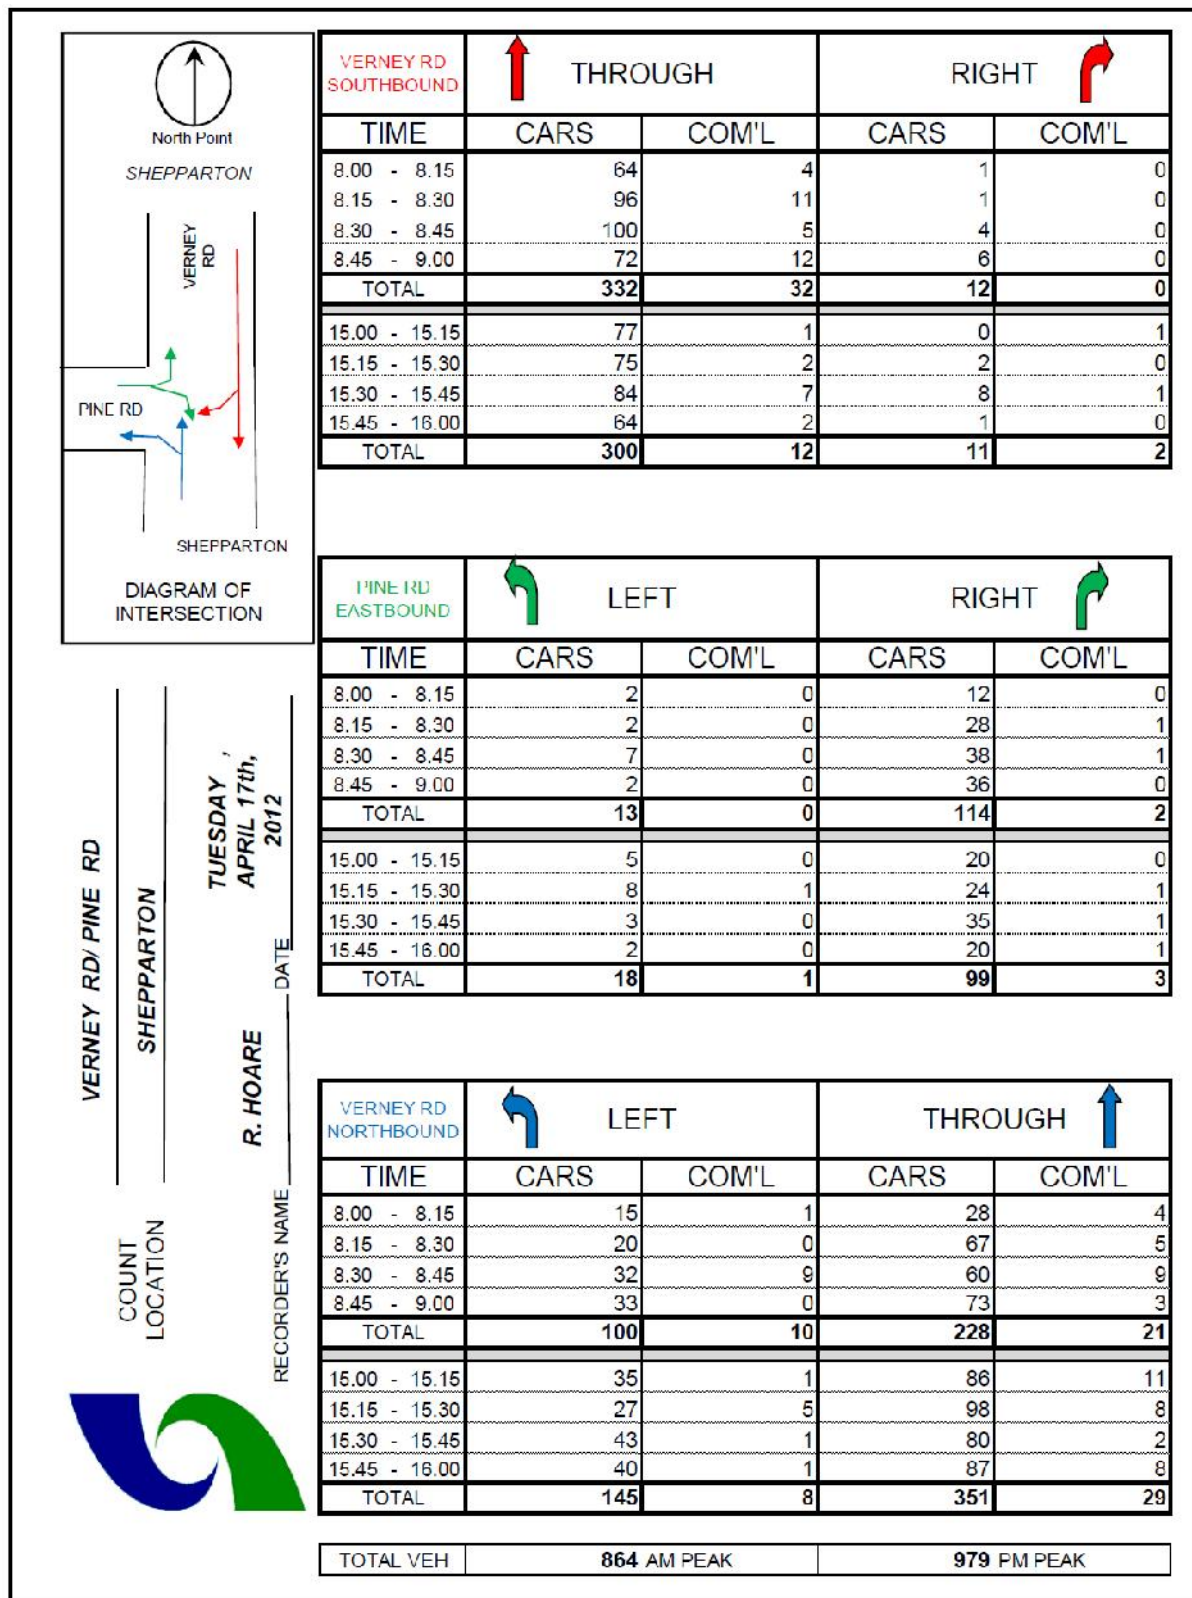 North Point
SHEPPARTON
VERNEY
RD
PINE RD
SHEPPARTON
DIAGRAM OF
INTERSECTION
VERNEY RD/ PINE RD
SHEPPARTON
COUNT
LOCATION
TUESDAY ,
APRIL 17th,
2012
DATE
R. HOARE
RECORDER'S NAME
VERNEY RD
SOUTHBOUND
THROUGH RIGHT
TIME CARS COM'L CARS COM'L
8.00 - 8.15 64 4 1 0
8.15 - 8.30 96 11 1 0
8.30 - 8.45 100 5 4 0
8.45 - 9.00 72 12 6 0
TOTAL 332 32 12 0
15.00 - 15.15 77 1 0 1
15.15 - 15.30 75 2 2 0
15.30 - 15.45 84 7 8 1
15.45 - 16.00 64 2 1 0
TOTAL 300 12 11 2
PINE RD
EASTBOUND
LEFT RIGHT
TIME CARS COM'L CARS COM'L
8.00 - 8.15 2 0 12 0
8.15 - 8.30 2 0 28 1
8.30 - 8.45 7 0 38 1
8.45 - 9.00 2 0 36 0
TOTAL 13 0 114 2
15.00 - 15.15 5 0 20 0
15.15 - 15.30 8 1 24 1
15.30 - 15.45 3 0 35 1
15.45 - 16.00 2 0 20 1
TOTAL 18 1 99 3
VERNEY RD
NORTHBOUND
LEFT THROUGH
TIME CARS COM'L CARS COM'L
8.00 - 8.15 15 1 28 4
8.15 - 8.30 20 0 67 5
8.30 - 8.45 32 9 60 9
8.45 - 9.00 33 0 73 3
TOTAL 100 10 228 21
15.00 - 15.15 35 1 86 11
15.15 - 15.30 27 5 98 8
15.30 - 15.45 43 1 80 2
15.45 - 16.00 40 1 87 8
TOTAL 145 8 351 29
TOTAL VEH 864 AM PEAK 979 PM PEAK